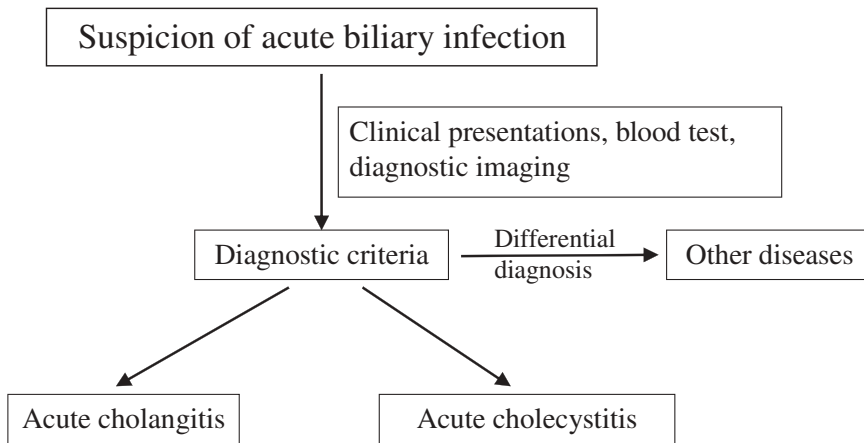 Suspicion of acute biliary infection
Clinical presentations, blood test,
diagnostic imaging
Diagnostic criteria
Differential
diagnosis
Other diseases
Acute cholangitis
Acute cholecystitis